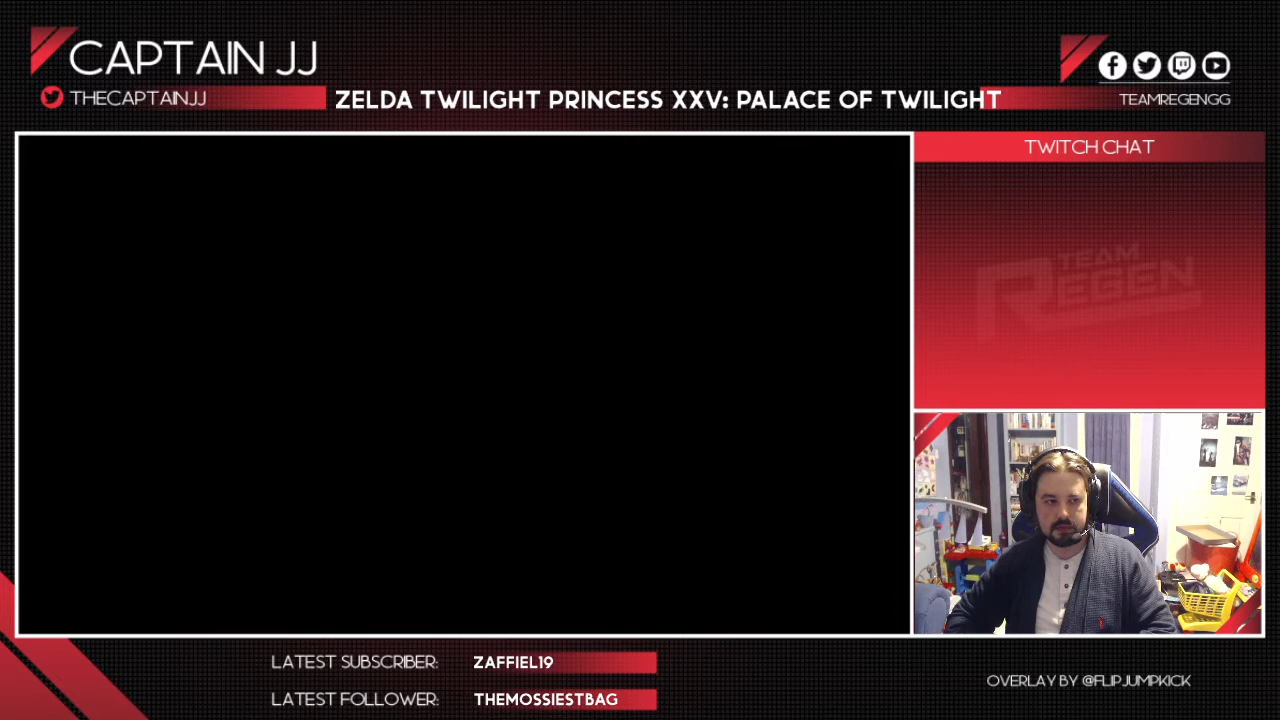 CAPTAIN JJ
THECAPTAINJJ
ZELDA TWILIGHT PRINCESS XXV: PALACE OF TWILIGHT
TEAMREGENGG
TWITCH CHAT
TEAM
REGEN
LATEST SUBSCRIBER: ZAFFIEL19
LATEST FOLLOWER: THEMOSSIESTBAG
OVERLAY BY @FLIPJUMPKICK